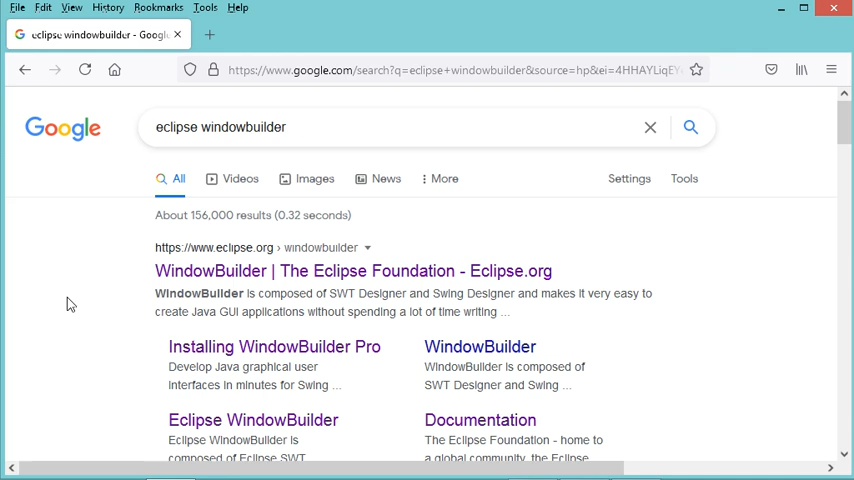 File Edit View History Bookmarks Tools Help
eclipse windowbuilder - Google
https://www.google.com/search?q=eclipse+windowbuilder&source=hp&ei=4HHAYLiqEY
Google
eclipse windowbuilder
All Videos Images News More Settings Tools
About 156,000 results (0.32 seconds)
https://www.eclipse.org › windowbuilder
WindowBuilder | The Eclipse Foundation - Eclipse.org
WindowBuilder is composed of SWT Designer and Swing Designer and makes it very easy to
create Java GUI applications without spending a lot of time writing ...
Installing WindowBuilder Pro
Develop Java graphical user
interfaces in minutes for Swing ...
WindowBuilder
WindowBuilder is composed of
SWT Designer and Swing ...
Eclipse WindowBuilder
Eclipse WindowBuilder is
composed of Eclipse SWT
Documentation
The Eclipse Foundation - home to
a global community, the Eclipse